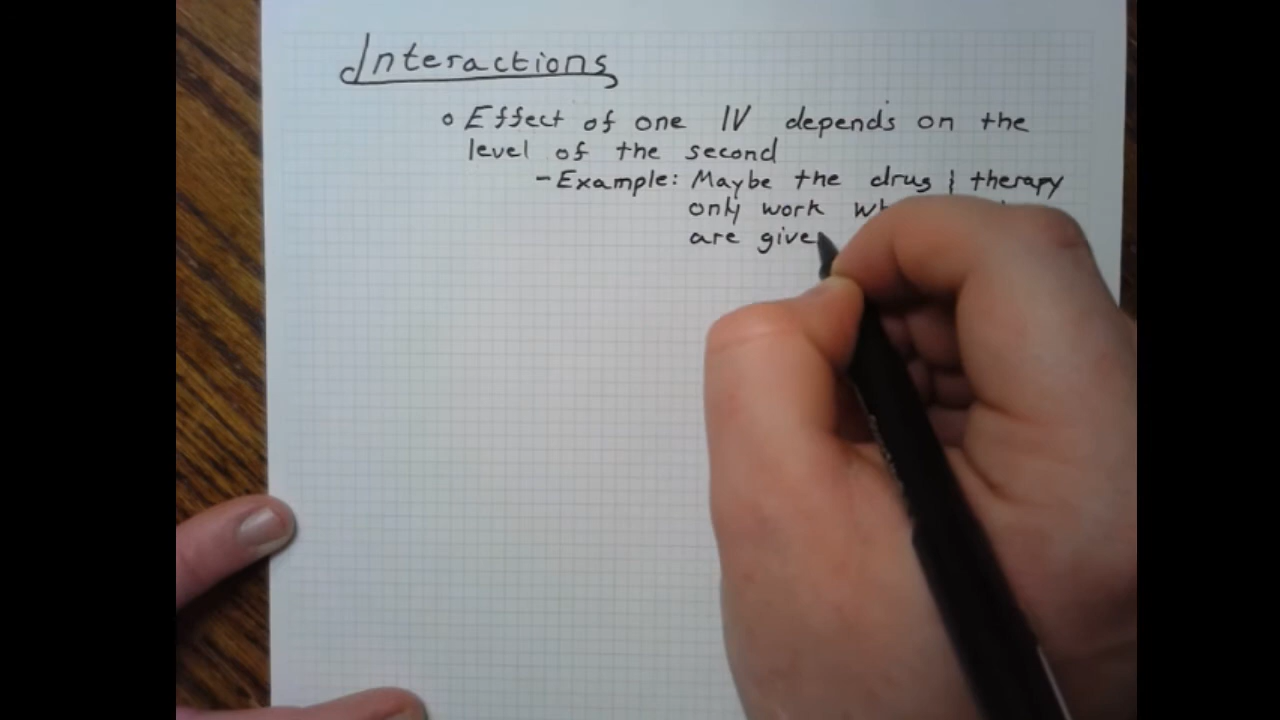 Interactions
○ Effect of one IV depends on the
level of the second
- Example: Maybe the drug & therapy
only work
are give